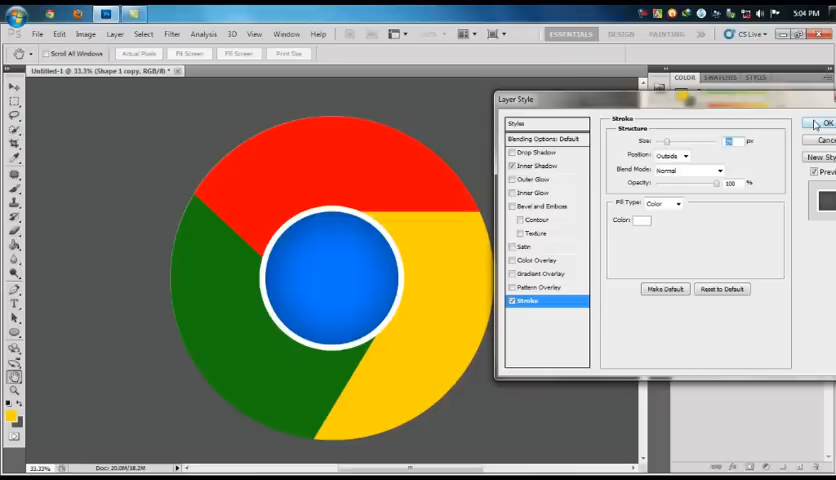 5:04 PM
File Edit Image Layer Select Filter Analysis 3D View Window Help
ESSENTIALS DESIGN PAINTING CS Live
Scroll All Windows Actual Pixels Fit Screen Fill Screen Print Size
Untitled-1 @ 33.3% (Shape 1 copy, RGB/8) *
COLOR SWATCHES STYLES
Layer Style
Styles
Blending Options: Default
Drop Shadow
Inner Shadow
Outer Glow
Inner Glow
Bevel and Emboss
Contour
Texture
Satin
Color Overlay
Gradient Overlay
Pattern Overlay
Stroke
Stroke
Structure
Size: px
Position: Outside
Blend Mode: Normal
Opacity: 100 %
Fill Type: Color
Color:
Make Default Reset to Default
OK
Canc
New Sty
Previ
33.33% Doc: 20.0M/18.2M